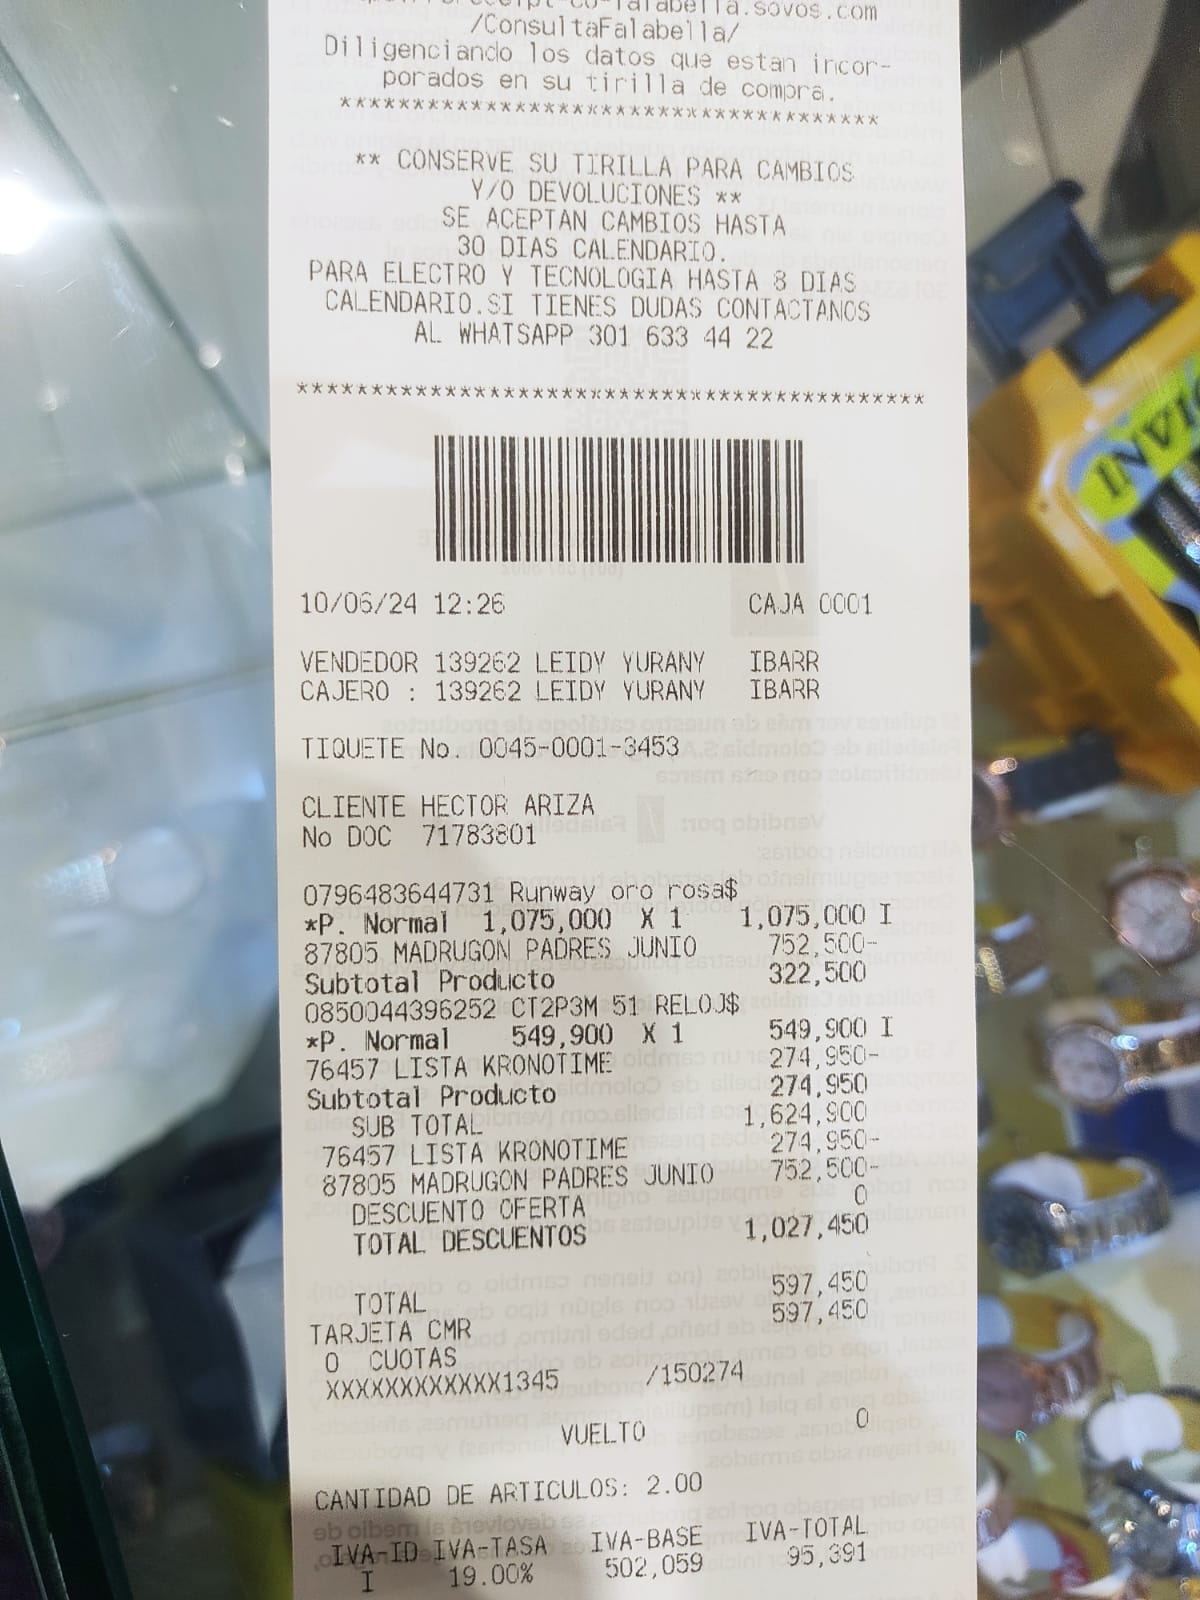 /ConsultaFalabella/
Diligenciando los datos que estan incor-
porados en su tirilla de compra.
****************************************
** CONSERVE SU TIRILLA PARA CAMBIOS
Y/O DEVOLUCIONES **
SE ACEPTAN CAMBIOS HASTA
30 DIAS CALENDARIO.
PARA ELECTRO Y TECNOLOGIA HASTA 8 DIAS
CALENDARIO.SI TIENES DUDAS CONTACTANOS
AL WHATSAPP 301 633 44 22
******************************************
10/06/24 12:26 CAJA 0001
VENDEDOR 139262 LEIDY YURANY IBARR
CAJERO : 139262 LEIDY YURANY IBARR
TIQUETE No. 0045-0001-3453
CLIENTE HECTOR ARIZA
No DOC 71783801
0796483644731 Runway oro rosa$
*P. Normal 1,075,000 X 1 1,075,000 I
87805 MADRUGON PADRES JUNIO 752,500-
Subtotal Producto 322,500
0850044396252 CT2P3M 51 RELOJ$
*P. Normal 549,900 X 1 549,900 I
76457 LISTA KRONOTIME 274,950-
Subtotal Producto 274,950
SUB TOTAL 1,624,900
76457 LISTA KRONOTIME 274,950-
87805 MADRUGON PADRES JUNIO 752,500-
DESCUENTO OFERTA 0
TOTAL DESCUENTOS 1,027,450
TOTAL 597,450
TARJETA CMR 597,450
0 CUOTAS
XXXXXXXXXXXX1345 /150274
VUELTO 0
CANTIDAD DE ARTICULOS: 2.00
IVA-ID IVA-TASA IVA-BASE IVA-TOTAL
I 19.00% 502,059 95,391